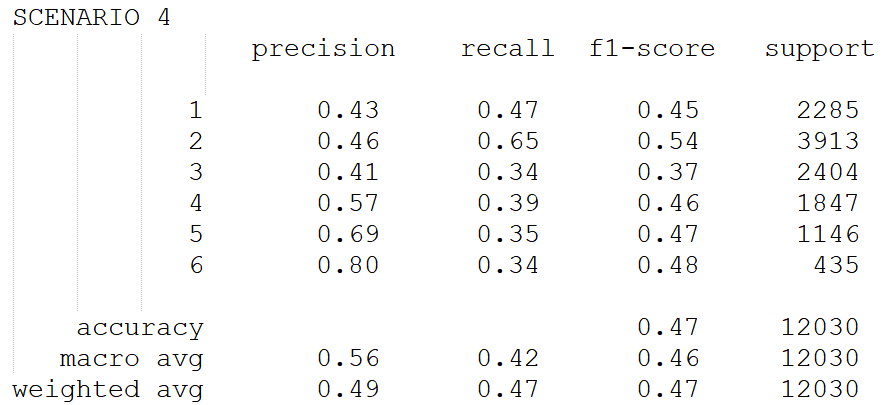 SCENARIO 4
precision recall f1-score support
1 0.43 0.47 0.45 2285
2 0.46 0.65 0.54 3913
3 0.41 0.34 0.37 2404
4 0.57 0.39 0.46 1847
5 0.69 0.35 0.47 1146
6 0.80 0.34 0.48 435
accuracy 0.47 12030
macro avg 0.56 0.42 0.46 12030
weighted avg 0.49 0.47 0.47 12030